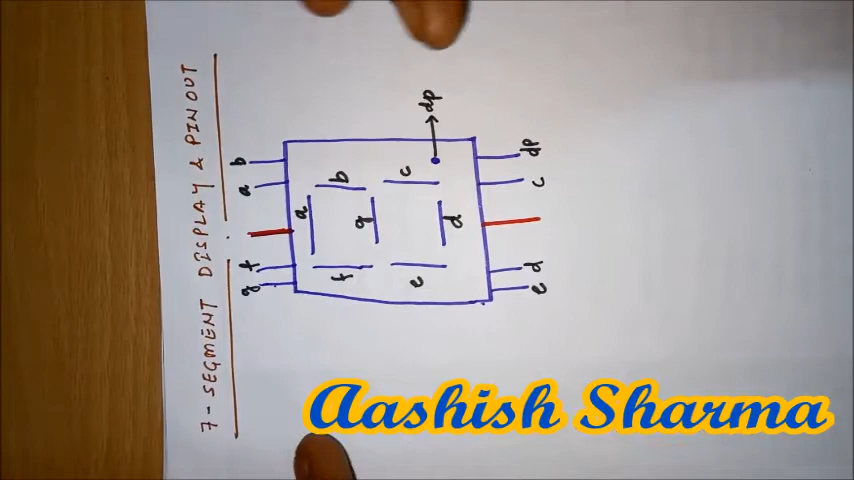 7-SEGMENT DISPLAY & PINOUT
g f a b
a
f b
g
e c
d
dp
e d c dp
Aashish Sharma